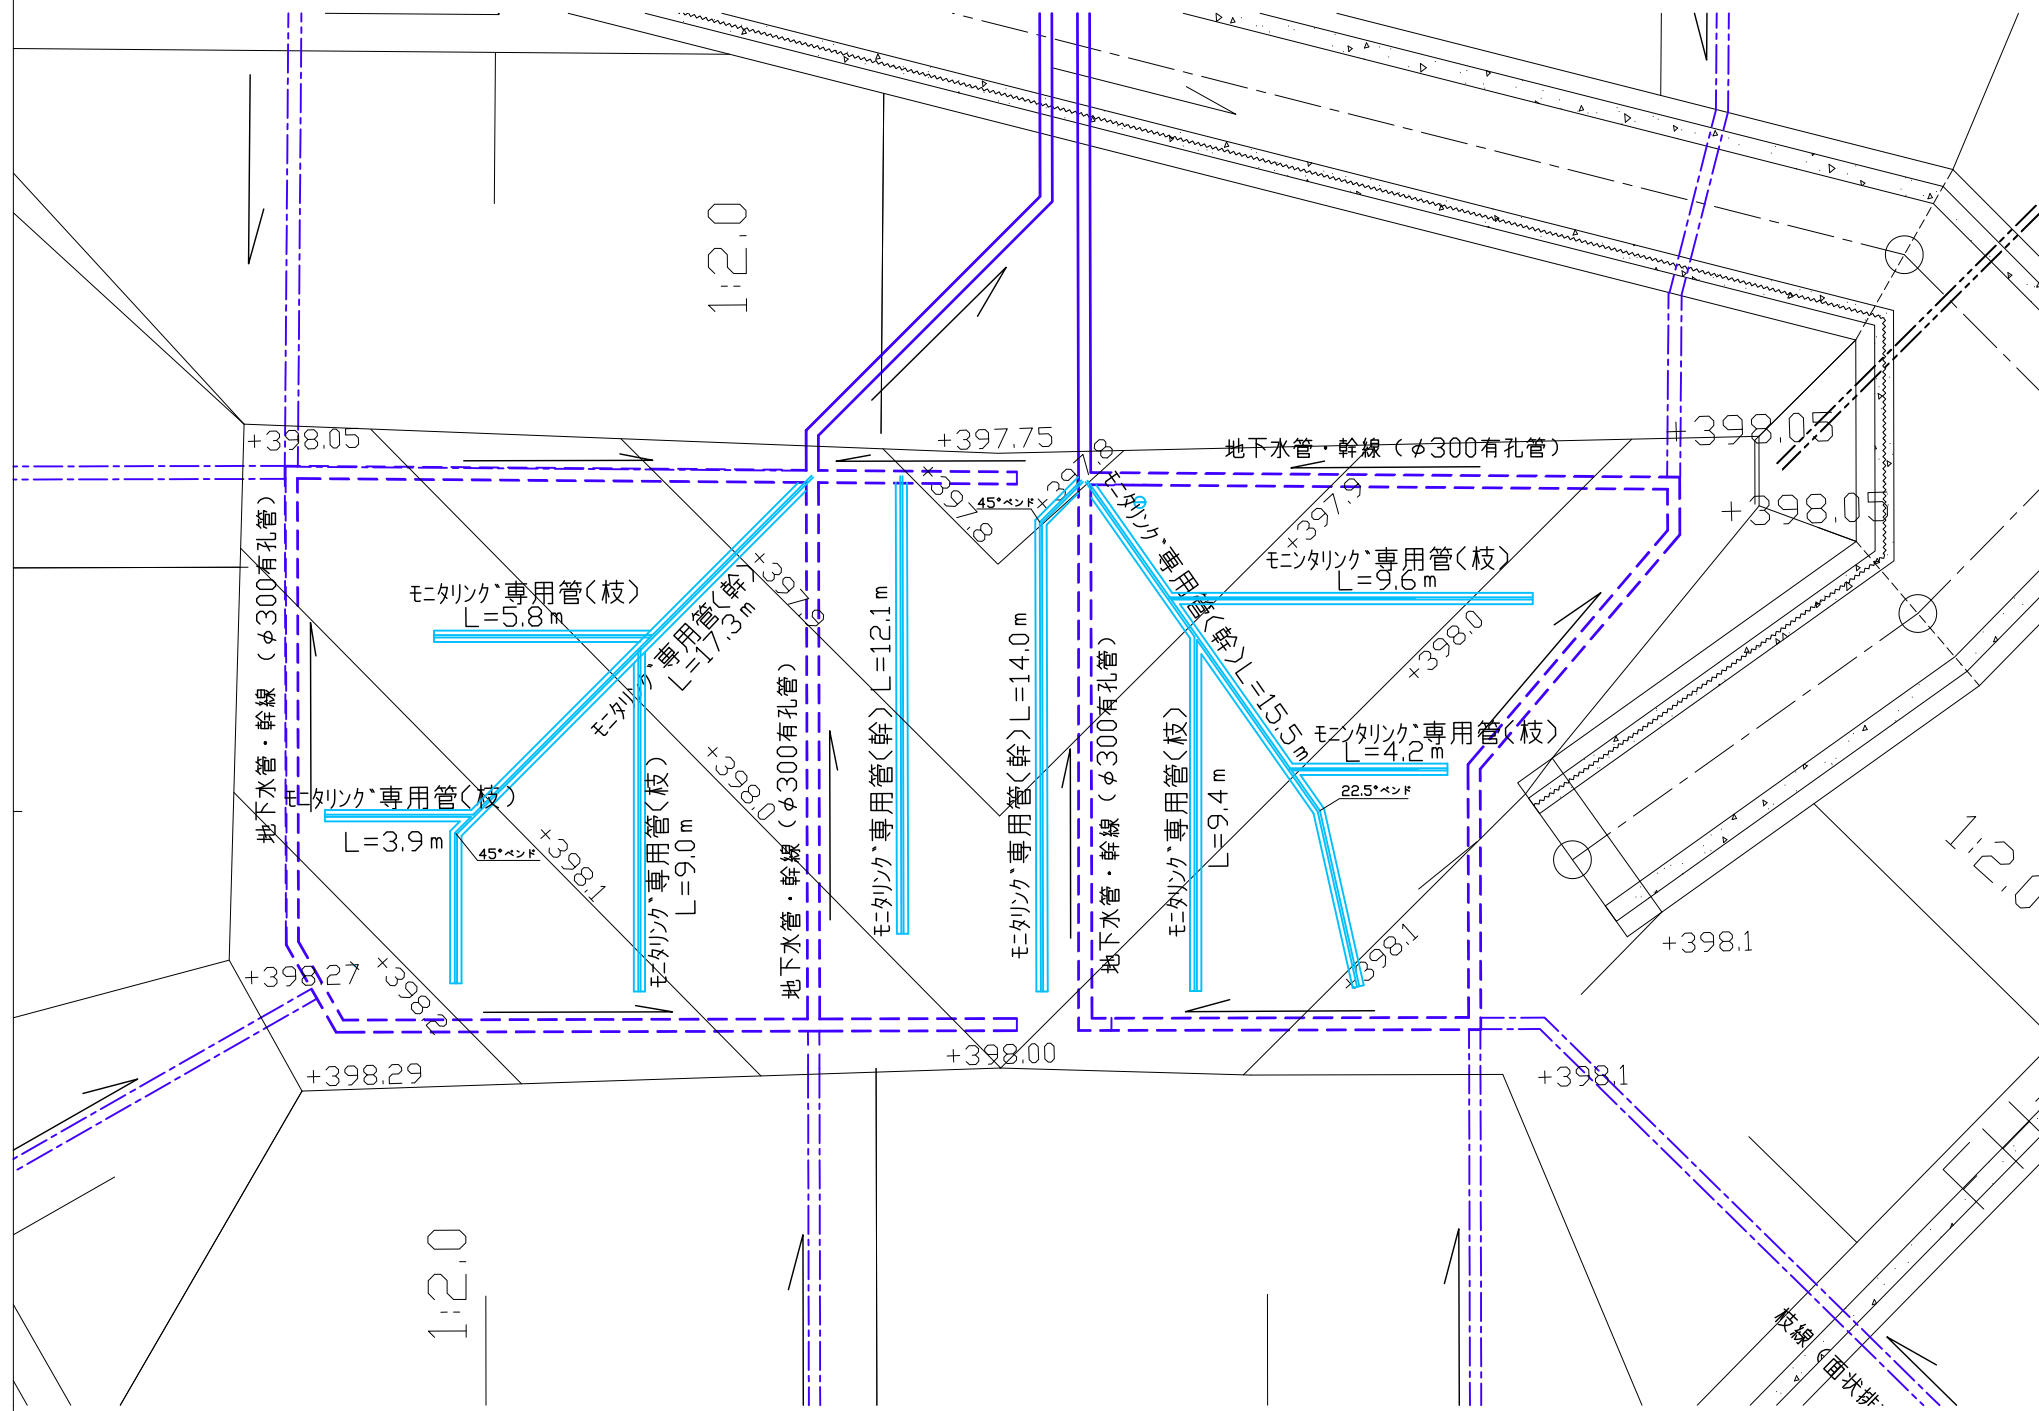 1:2.0
+398.05
+397.75
地下水管・幹線（φ300有孔管）
398.05
+398.05
+397.8
45°ベンド
+397.9
地下水管・幹線（φ300有孔管）
モニタリング専用管(枝)
L=5.8m
モニタリング専用管(幹)
L=17.3m
+397.9
L=12.1m
モニタリング専用管(幹)
モニタリング専用管(幹)L=14.0m
モニタリング専用管(幹)L=15.5m
モニンタリング専用管(枝)
L=9.6m
+398.0
モニタリング専用管(枝)
L=4.2m
22.5°ベンド
モニタリング専用管(枝)
L=3.9m
45°ベンド
+398.0
+398.1
モニタリング専用管(枝)
L=9.0m
地下水管・幹線（φ300有孔管）
地下水管・幹線（φ300有孔管）
モニタリング専用管(枝)
L=9.4m
+398.1
+398.1
1:2.0
+398.27
+398.2
+398.29
+398.00
+398.1
1:2.0
枝線（面状排